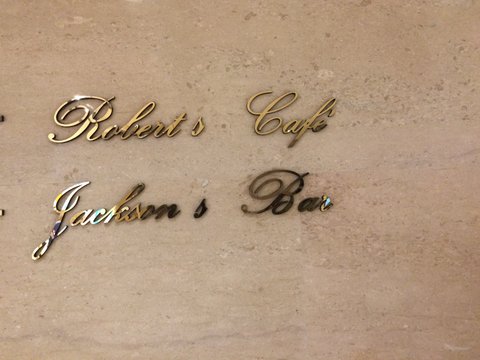 Robert s Café
Jackson s Bar